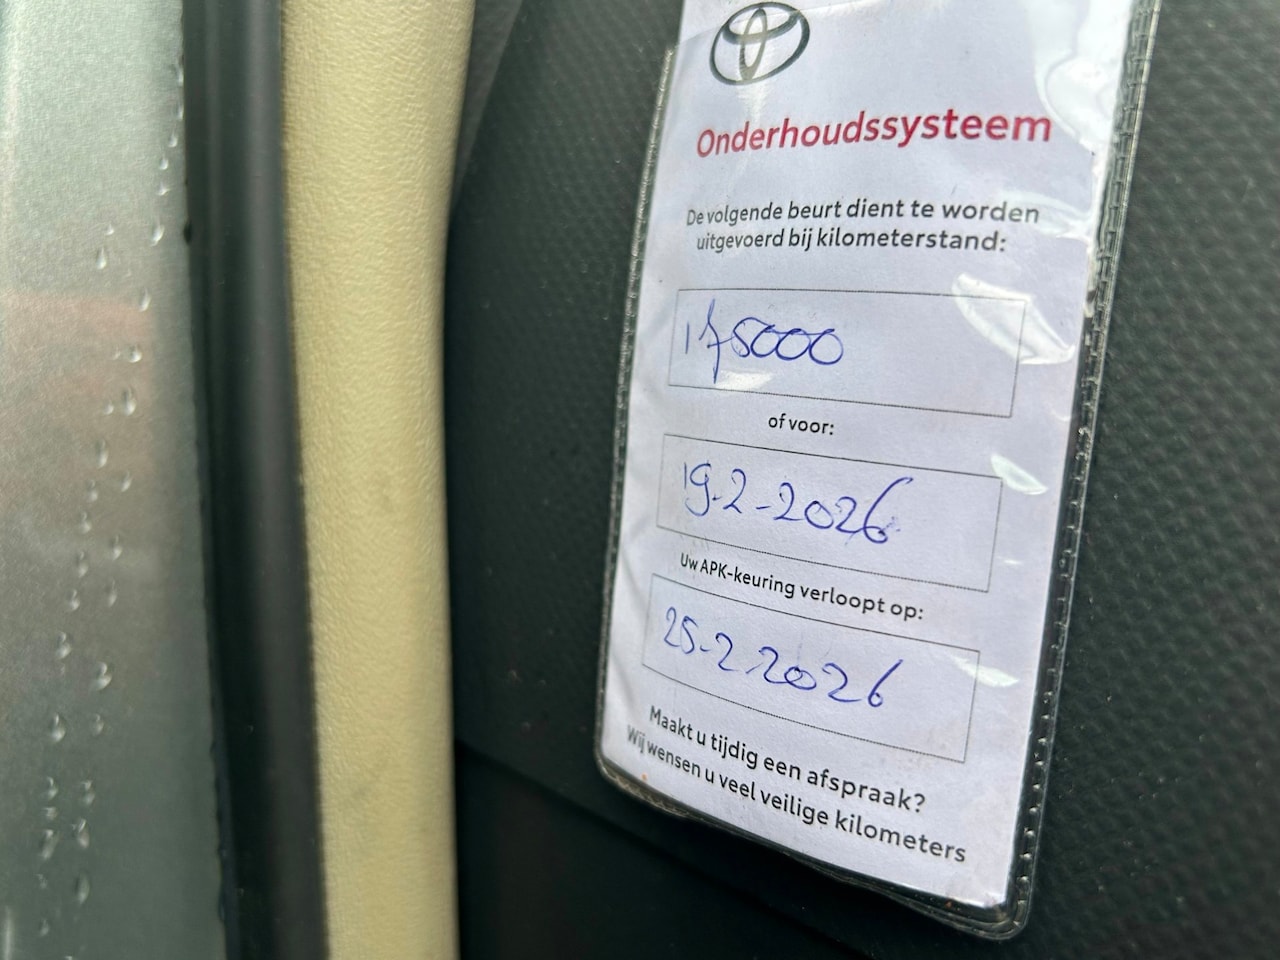 Onderhoudssysteem
De volgende beurt dient te worden
uitgevoerd bij kilometerstand:
175000
of voor:
19-2-2026
Uw APK-keuring verloopt op:
25-2-2026
Maakt u tijdig een afspraak?
Wij wensen u veel veilige kilometers